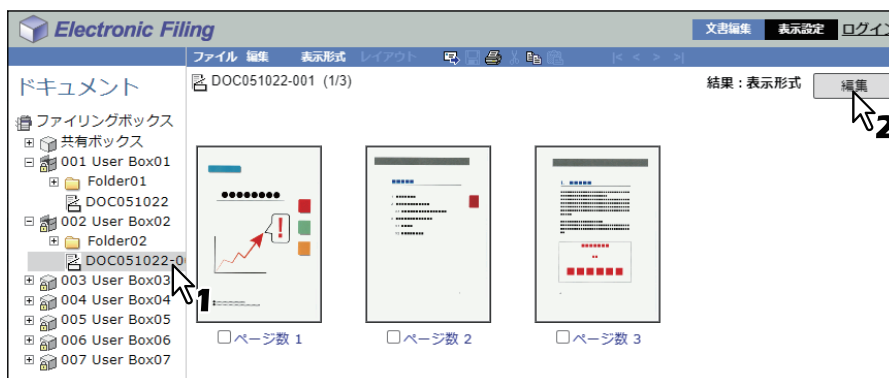 Electronic Filing
文書編集 表示設定 ログイン
ファイル 編集 表示形式 レイアウト |< < > >|
ドキュメント
DOC051022-001 (1/3)
結果：表示形式 編集
2
ファイリングボックス
共有ボックス
001 User Box01
Folder01
DOC051022
002 User Box02
Folder02
DOC051022-0
1
003 User Box03
004 User Box04
005 User Box05
006 User Box06
007 User Box07
!
ページ数 1
ページ数 2
1.
ページ数 3